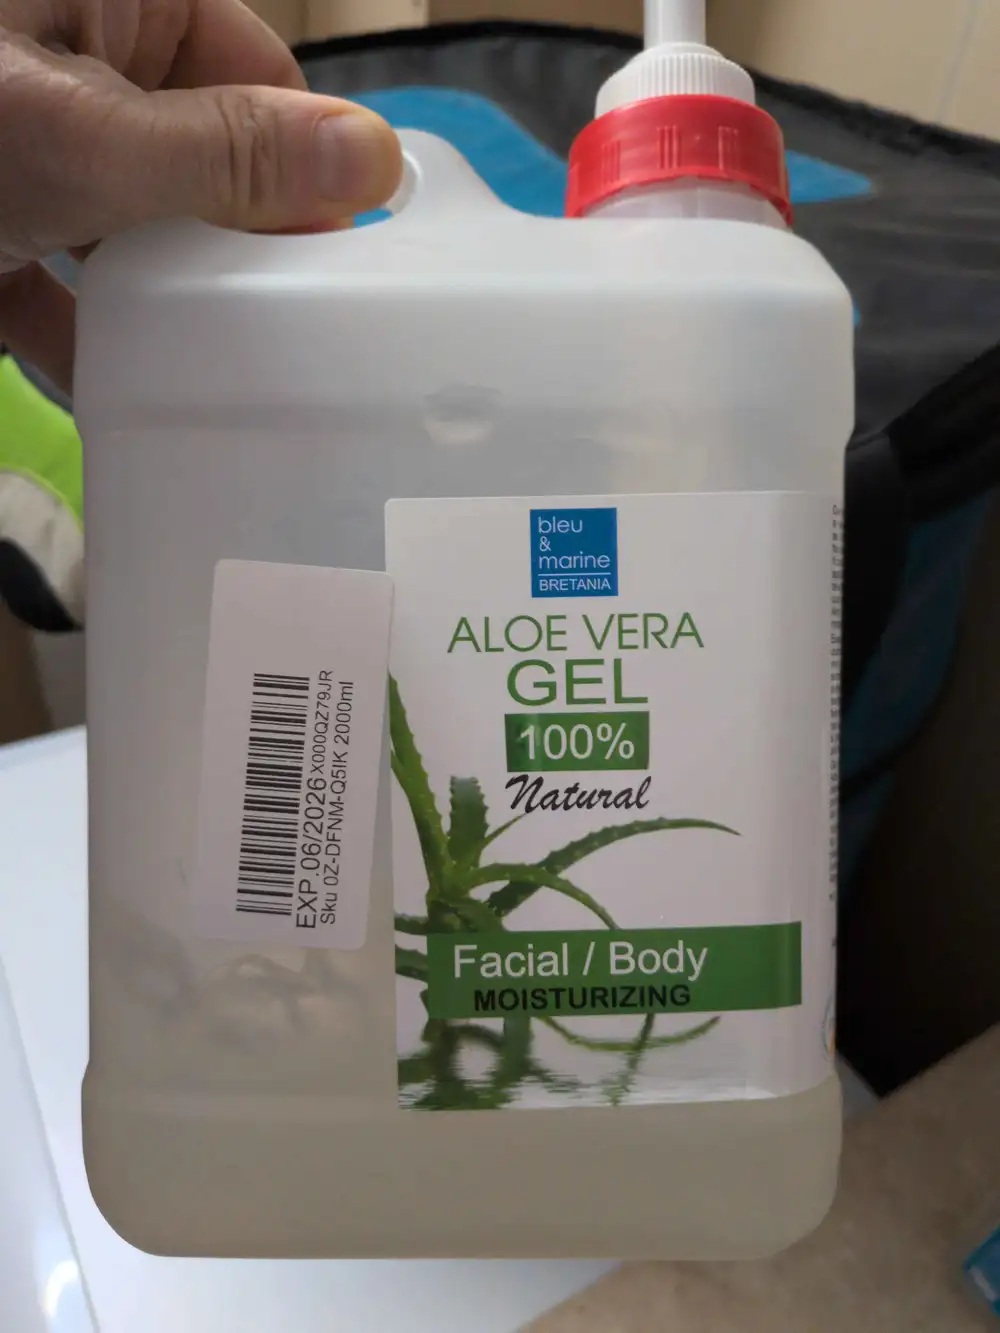 bleu
&
marine
BRETANIA
ALOE VERA
GEL
100%
Natural
Facial / Body
MOISTURIZING
X000QZ79JR
EXP.06/2026
Sku 0Z-DFNM-Q5IK 2000ml